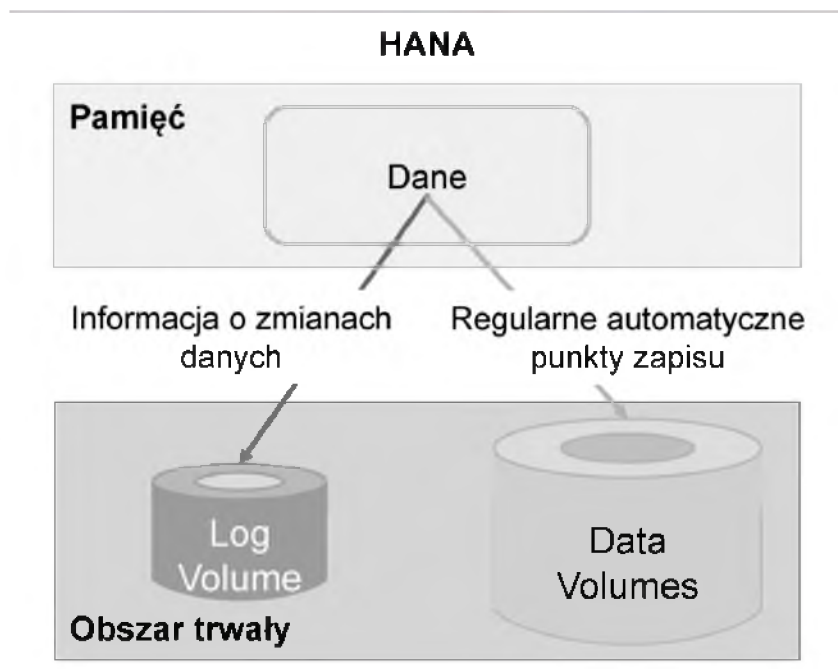 HANA
Pamięć
Dane
Informacja o zmianach
danych
Regularne automatyczne
punkty zapisu
Log
Volume
Data
Volumes
Obszar trwały